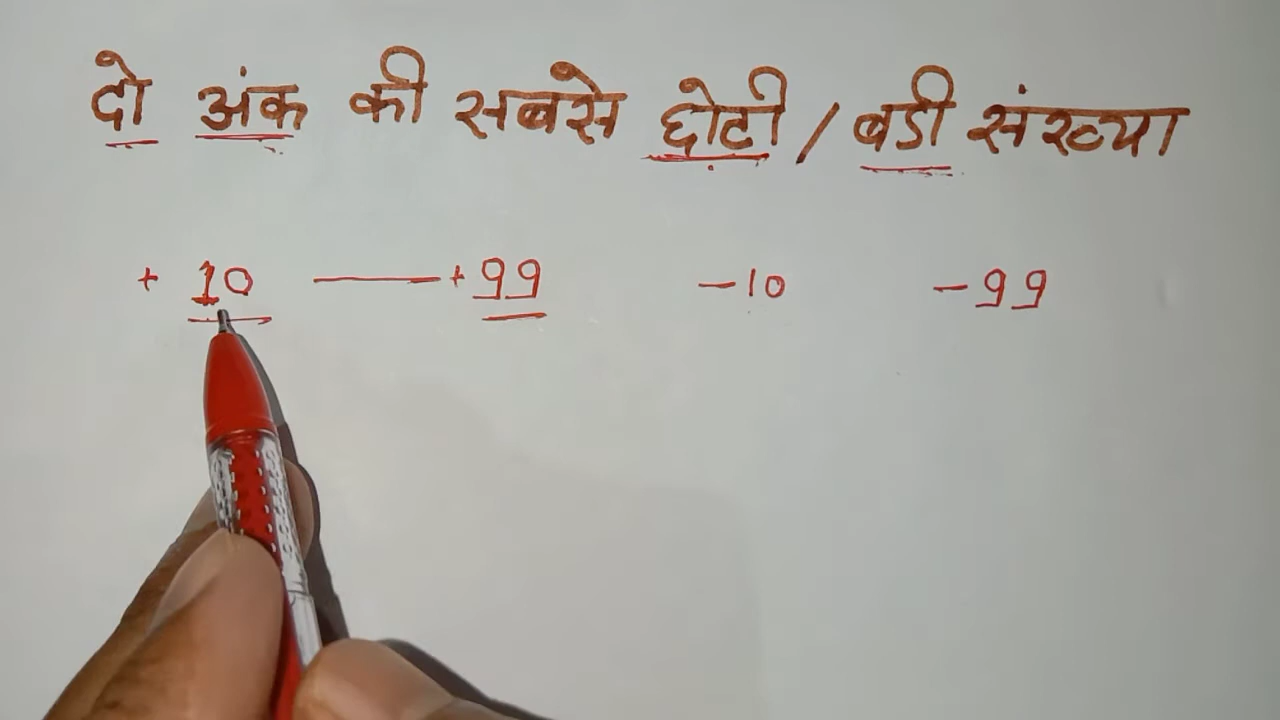 दो अंक की सबसे छोटी / बडी संख्या
+ 10 —— + 99 -10 -99